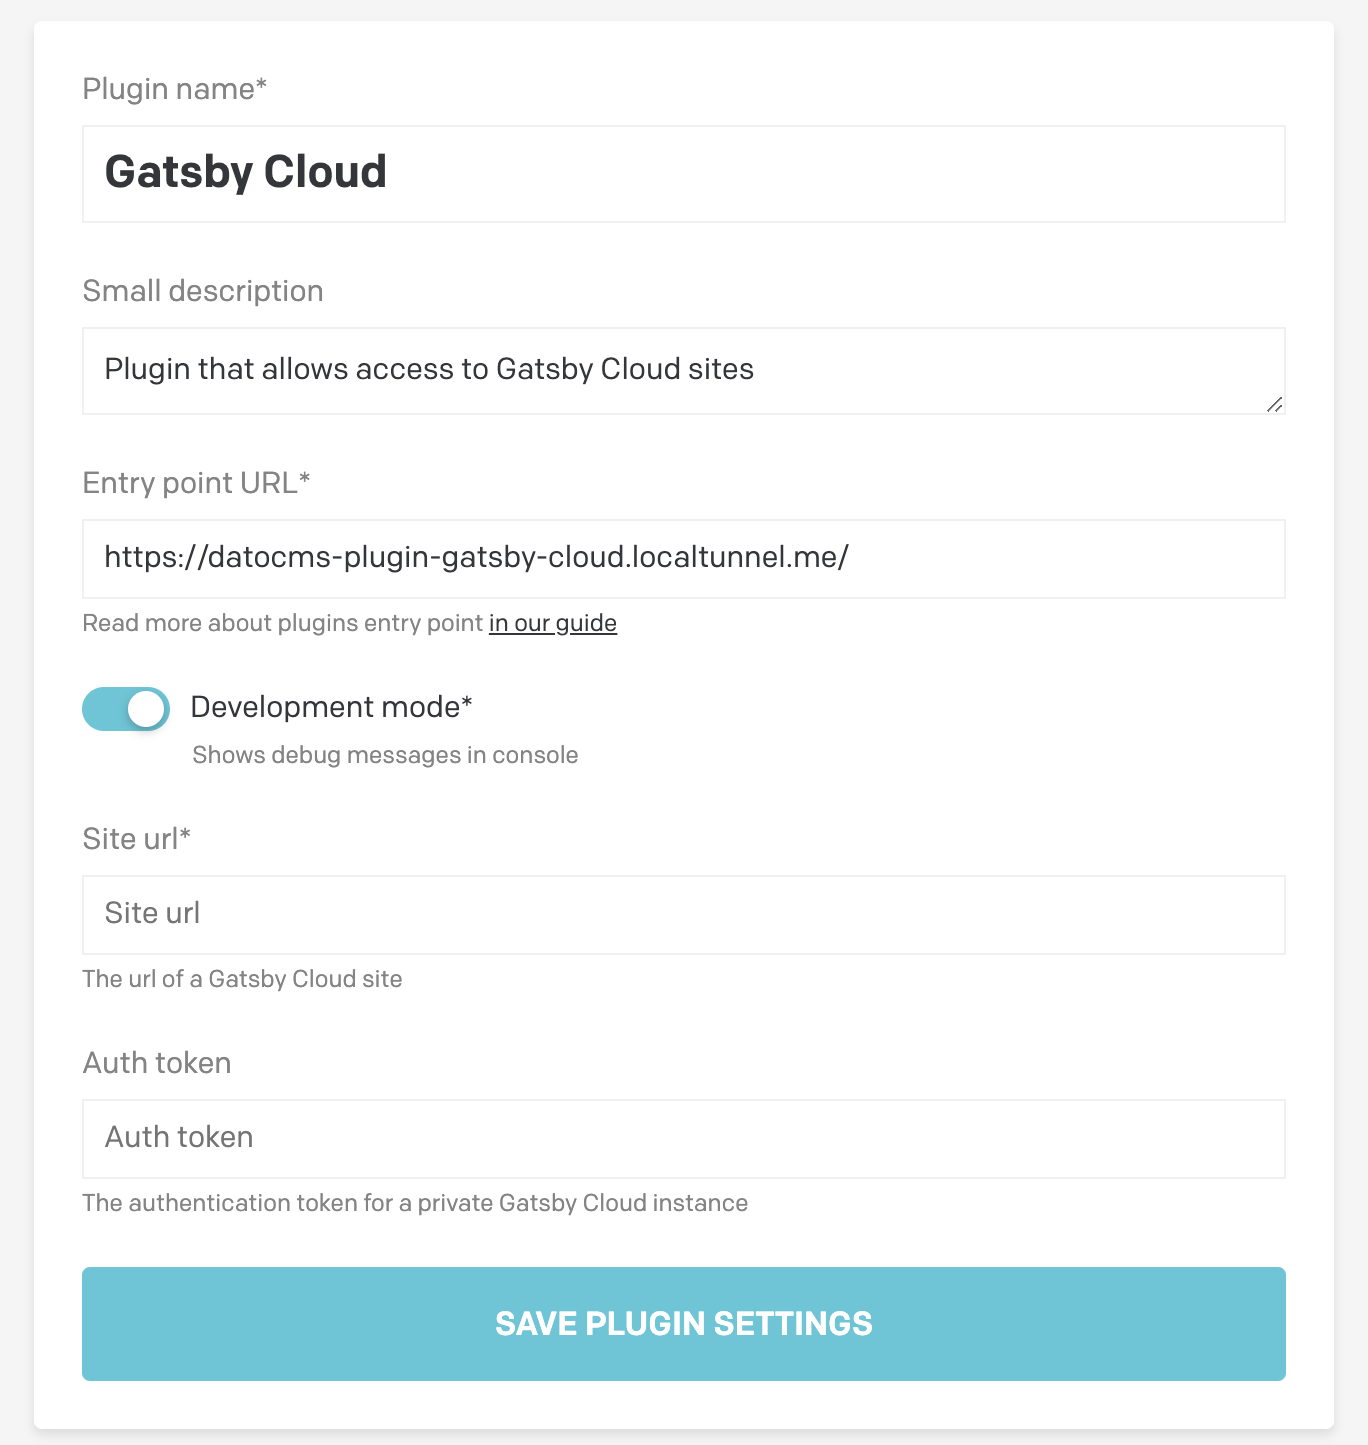 Plugin name*
Gatsby Cloud
Small description
Plugin that allows access to Gatsby Cloud sites
Entry point URL*
https://datocms-plugin-gatsby-cloud.localtunnel.me/
Read more about plugins entry point in our guide
Development mode*
Shows debug messages in console
Site url*
Site url
The url of a Gatsby Cloud site
Auth token
Auth token
The authentication token for a private Gatsby Cloud instance
SAVE PLUGIN SETTINGS